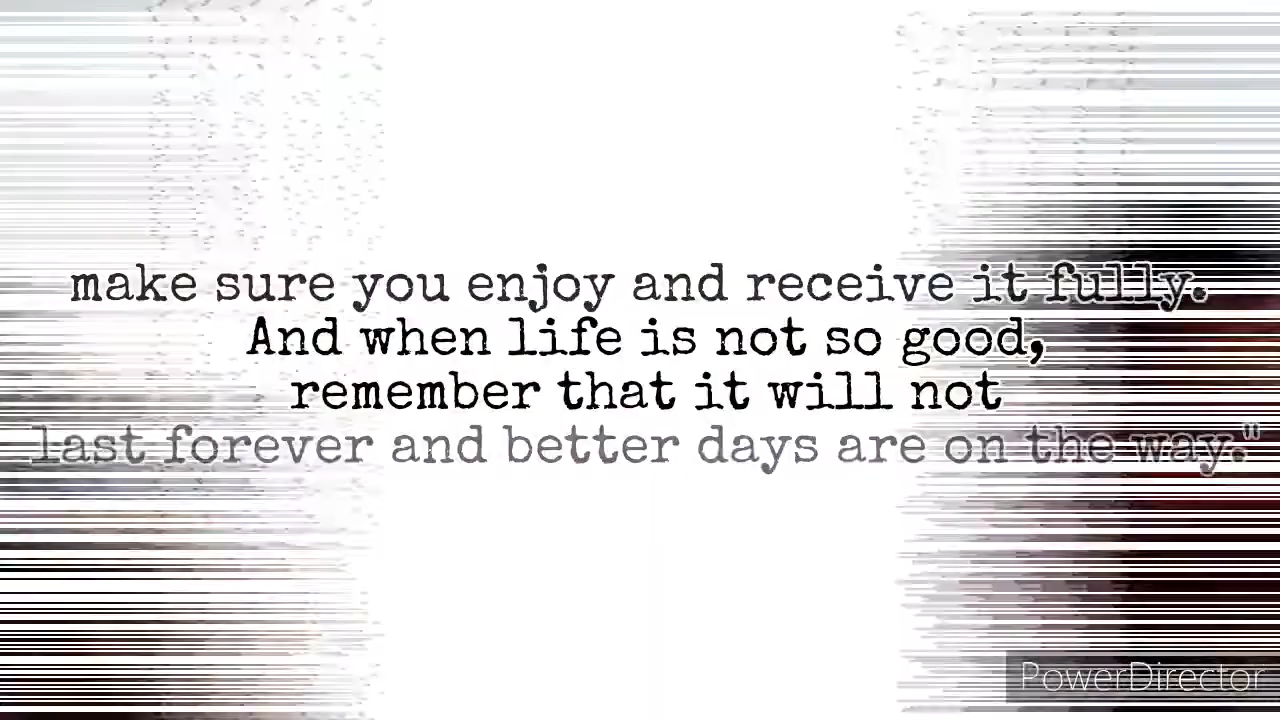 make sure you enjoy and receive it fully.
And when life is not so good,
remember that it will not
last forever and better days are on the way."
PowerDirector